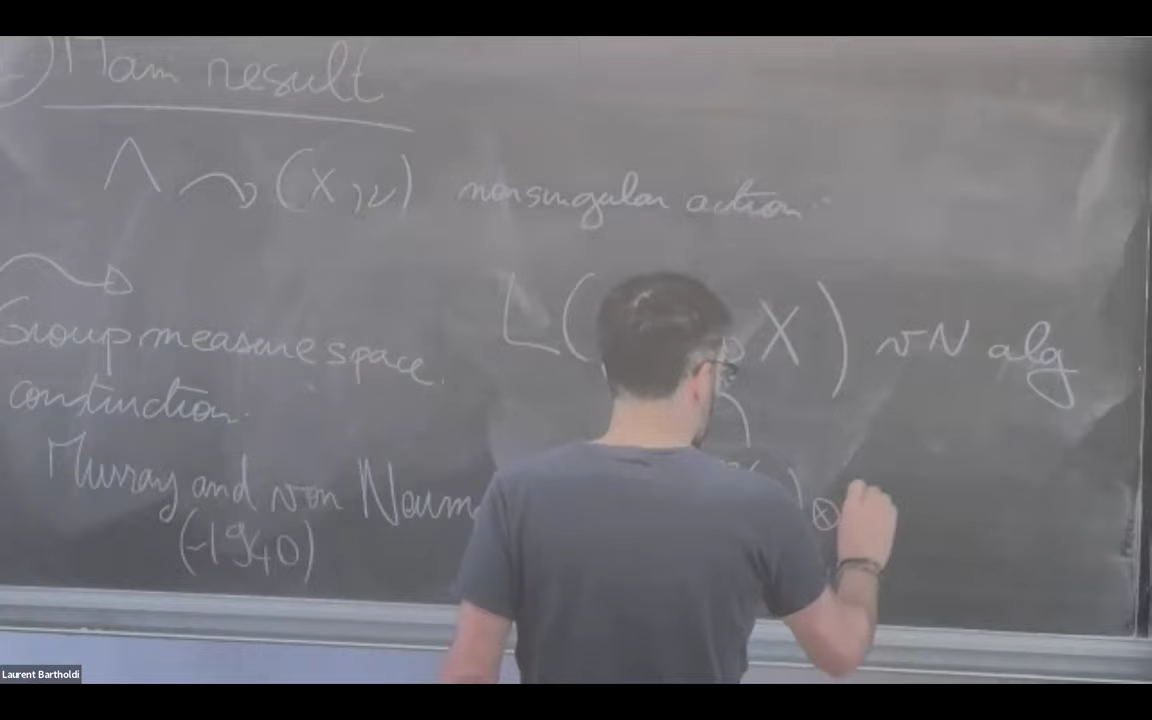 Main result
Λ ↷ (X, ν) nonsingular action.
L( X) vN alg
Group measure space
construction.
Murray and von Neum
(~1940)
) ⊗
Laurent Bartholdi